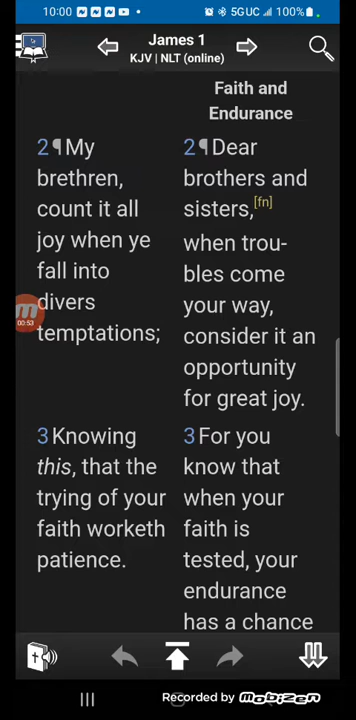 10:00
5GUC
100%
James 1
KJV | NLT (online)
Faith and
Endurance
2 ¶ My
brethren,
count it all
joy when ye
fall into
divers
temptations;
2 ¶ Dear
brothers and
sisters,[fn]
when trou-
bles come
your way,
consider it an
opportunity
for great joy.
3 Knowing
this, that the
trying of your
faith worketh
patience.
3 For you
know that
when your
faith is
tested, your
endurance
has a chance
00:53
Recorded by MOBIZEN